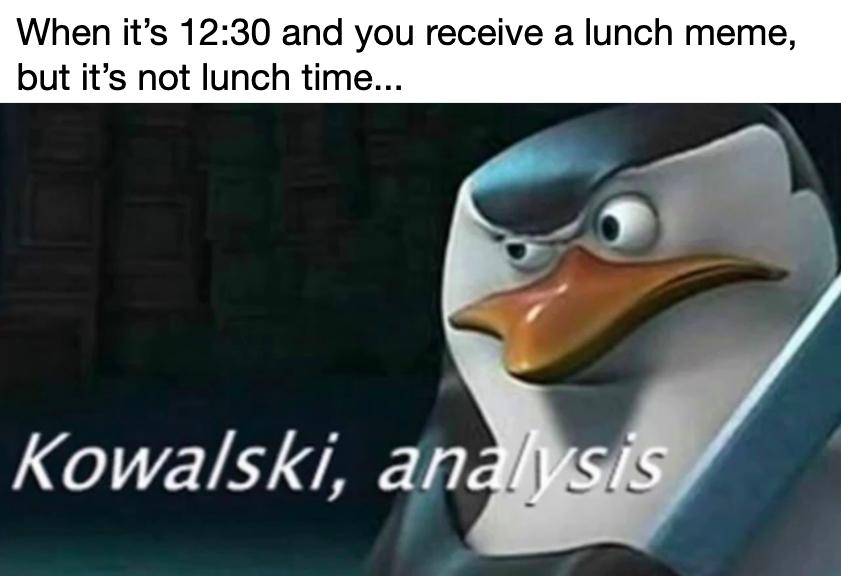 When it’s 12:30 and you receive a lunch meme,
but it’s not lunch time...
Kowalski, analysis